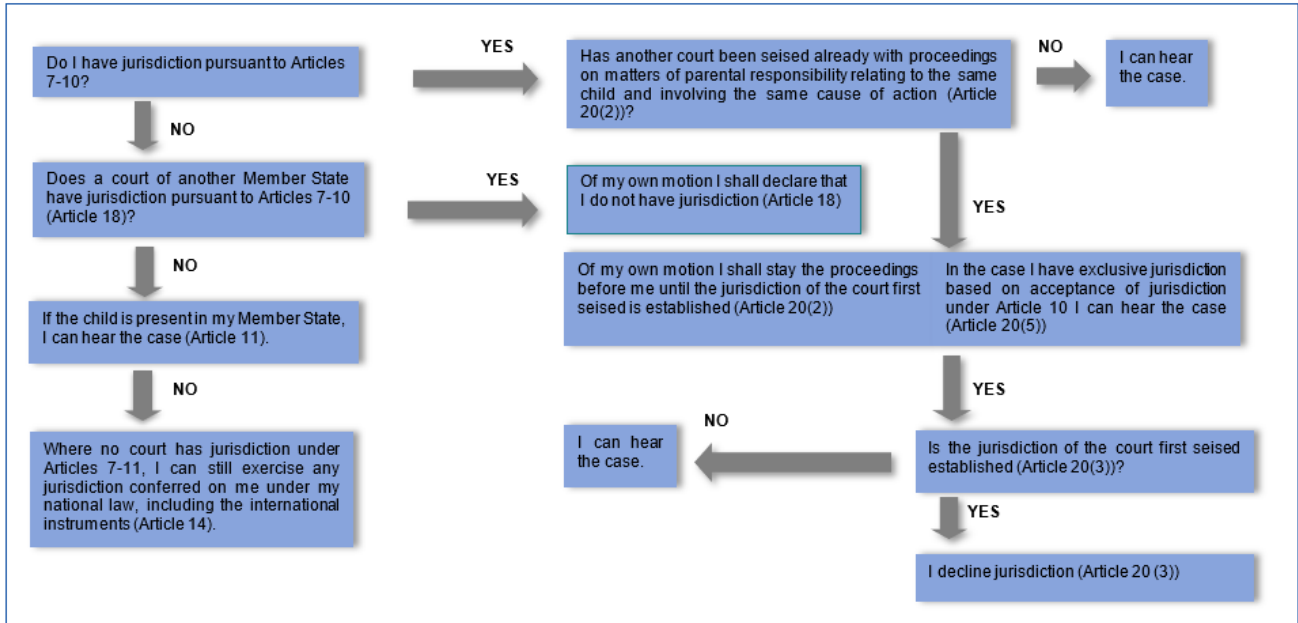 Do I have jurisdiction pursuant to Articles
7-10?
YES
Has another court been seised already with proceedings
on matters of parental responsibility relating to the same
child and involving the same cause of action (Article
20(2))?
NO
I can hear
the case.
NO
Does a court of another Member State
have jurisdiction pursuant to Articles 7-10
(Article 18)?
YES
Of my own motion I shall declare that
I do not have jurisdiction (Article 18)
YES
NO
Of my own motion I shall stay the proceedings
before me until the jurisdiction of the court first
seised is established (Article 20(2))
In the case I have exclusive jurisdiction
based on acceptance of jurisdiction
under Article 10 I can hear the case
(Article 20(5))
If the child is present in my Member State,
I can hear the case (Article 11).
NO
YES
Where no court has jurisdiction under
Articles 7-11, I can still exercise any
jurisdiction conferred on me under my
national law, including the international
instruments (Article 14).
NO
I can hear
the case.
Is the jurisdiction of the court first seised
established (Article 20(3))?
YES
I decline jurisdiction (Article 20 (3))